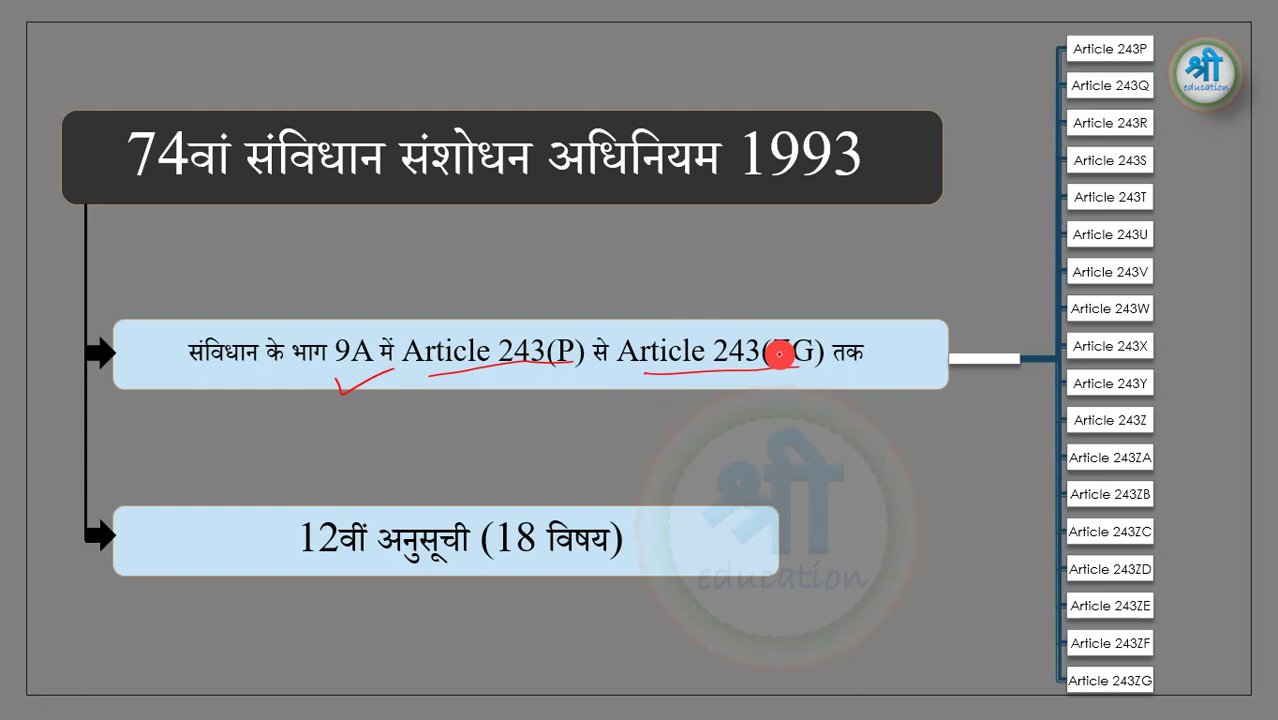 74वां संविधान संशोधन अधिनियम 1993
संविधान के भाग 9A में Article 243(P) से Article 243(ZG) तक
12वीं अनुसूची (18 विषय)
Article 243P
Article 243Q
Article 243R
Article 243S
Article 243T
Article 243U
Article 243V
Article 243W
Article 243X
Article 243Y
Article 243Z
Article 243ZA
Article 243ZB
Article 243ZC
Article 243ZD
Article 243ZE
Article 243ZF
Article 243ZG
श्री
education
श्री
education